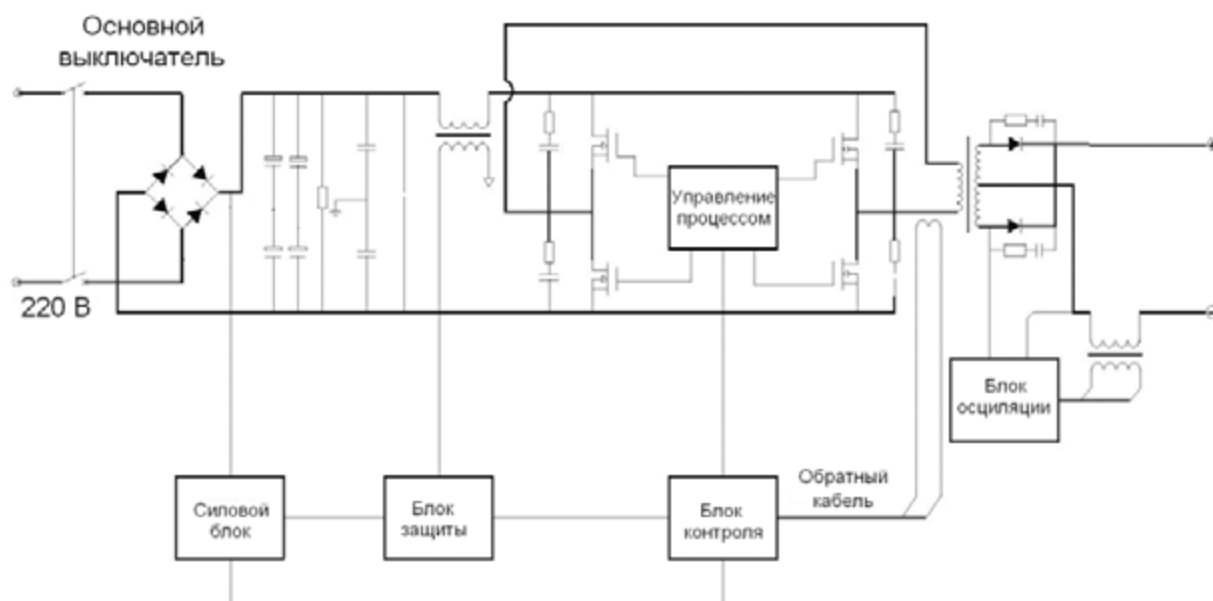 Основной
выключатель
220 В
Управление
процессом
Блок
осциляции
Обратный
кабель
Силовой
блок
Блок
защиты
Блок
контроля